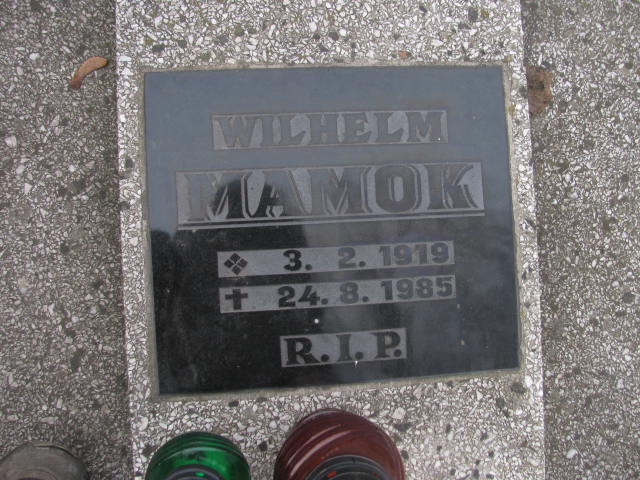 WILHELM
MAMOK
❖ 3. 2. 1919
✝ 24. 8. 1985
R.I.P.